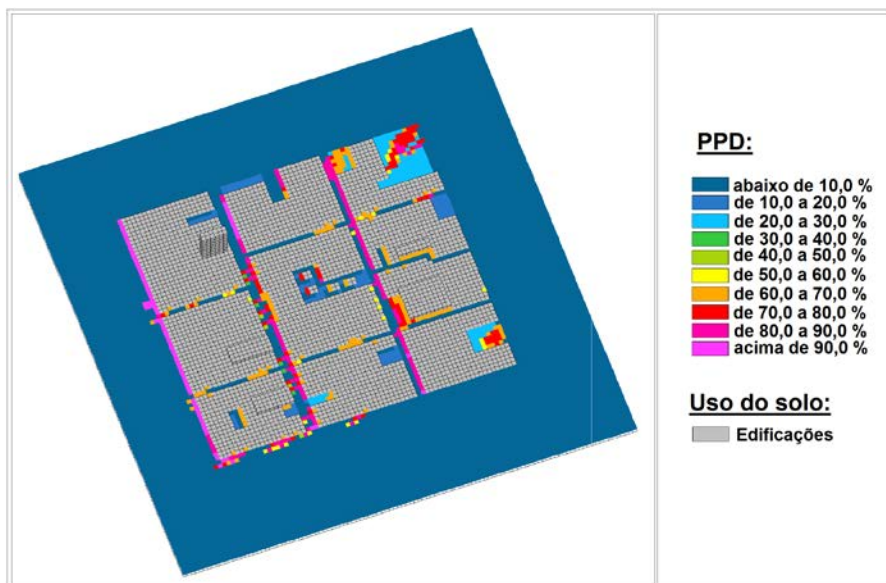 PPD:
abaixo de 10,0 %
de 10,0 a 20,0 %
de 20,0 a 30,0 %
de 30,0 a 40,0 %
de 40,0 a 50,0 %
de 50,0 a 60,0 %
de 60,0 a 70,0 %
de 70,0 a 80,0 %
de 80,0 a 90,0 %
acima de 90,0 %
Uso do solo:
Edificações